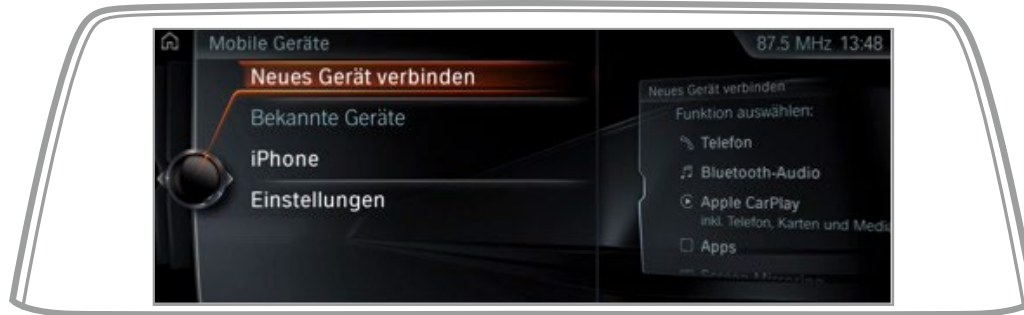 Mobile Geräte
87.5 MHz 13:48
Neues Gerät verbinden
Bekannte Geräte
iPhone
Einstellungen
Neues Gerät verbinden
Funktion auswählen:
Telefon
Bluetooth-Audio
Apple CarPlay
inkl. Telefon, Karten und Media
Apps